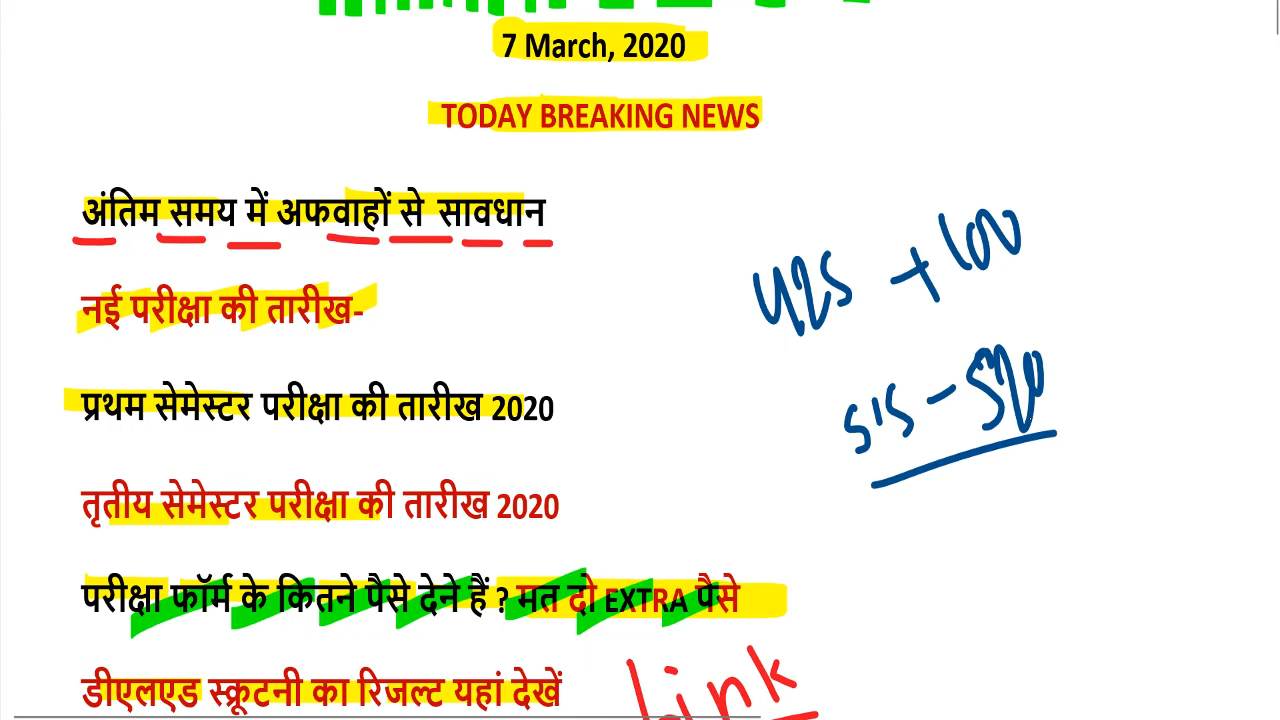 7 March, 2020
TODAY BREAKING NEWS
अंतिम समय में अफवाहों से सावधान
नई परीक्षा की तारीख-
425 + 100
प्रथम सेमेस्टर परीक्षा की तारीख 2020
515 - 520
तृतीय सेमेस्टर परीक्षा की तारीख 2020
परीक्षा फॉर्म के कितने पैसे देने हैं ? मत दो EXTRA पैसे
डीएलएड स्क्रूटनी का रिजल्ट यहां देखें
link